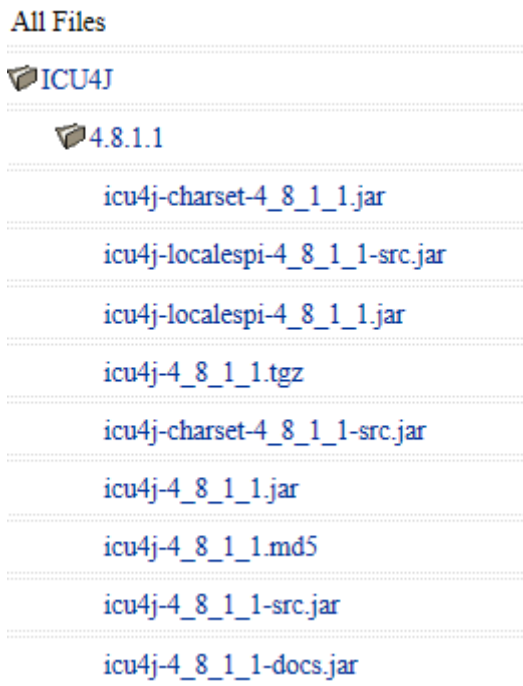 All Files
ICU4J
4.8.1.1
icu4j-charset-4_8_1_1.jar
icu4j-localespi-4_8_1_1-src.jar
icu4j-localespi-4_8_1_1.jar
icu4j-4_8_1_1.tgz
icu4j-charset-4_8_1_1-src.jar
icu4j-4_8_1_1.jar
icu4j-4_8_1_1.md5
icu4j-4_8_1_1-src.jar
icu4j-4_8_1_1-docs.jar